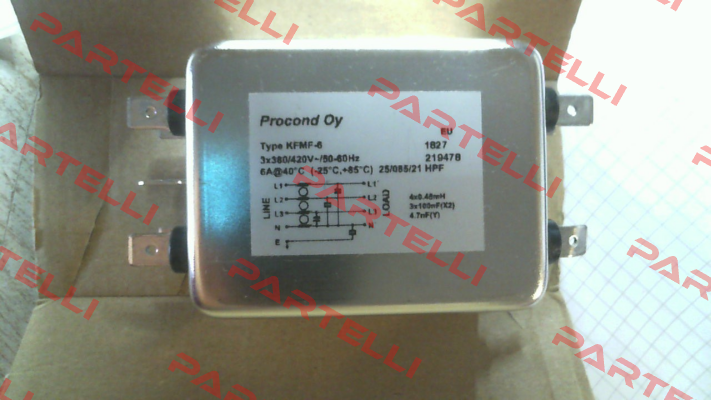 PARTELLI PARTELLI PARTELLI
Procond Oy
EU
Type KFMF-6 1827
3x380/420V~/50-60Hz 219478
6A@40°C (-25°C,+85°C) 25/085/21 HPF
L1 L1'
L2
L3
N
E
LINE
LOAD
4x0.48mH
3x100nF(X2)
4.7nF(Y)
PARTELLI PARTELLI PARTELLI
PARTELLI PARTELLI PARTELLI